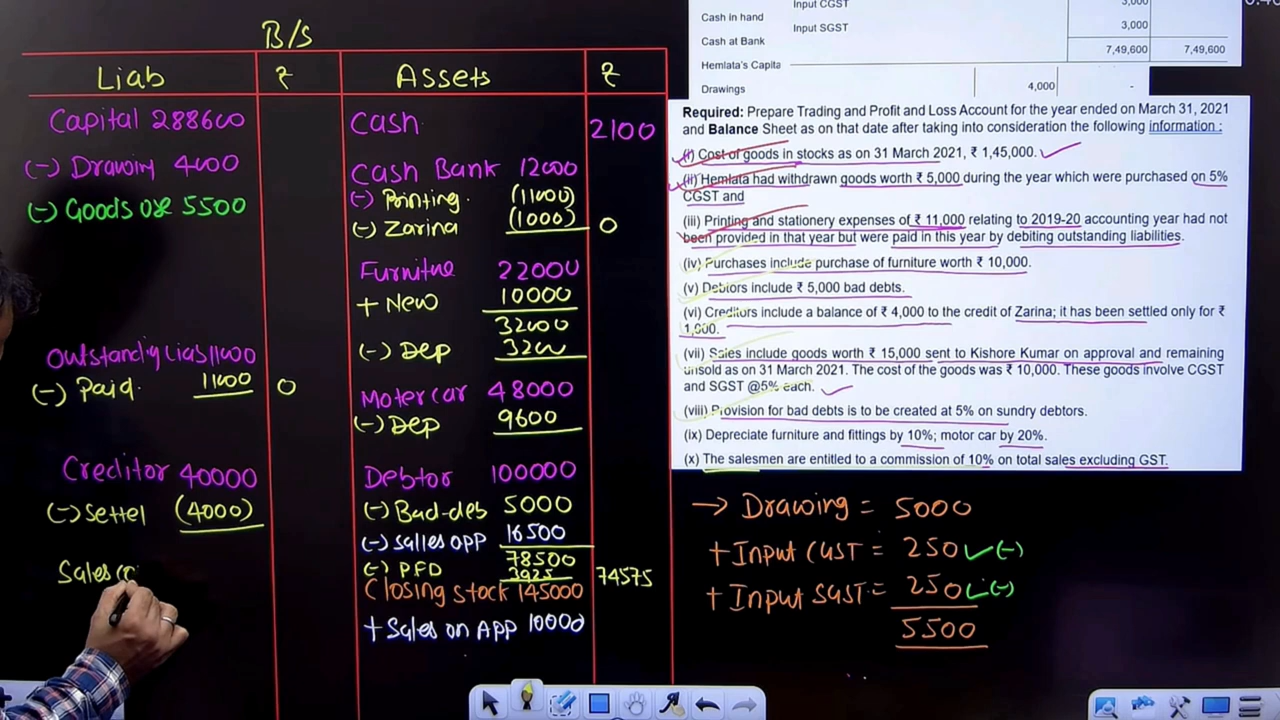 B/S
Liab ₹ Assets ₹
Capital 288600
(-) Drawing 4000
(-) Goods use 5500
Outstandig Liab 11000
(-) Paid 11000 0
Creditor 40000
(-) Settel (4000)
Sales
Cash 2100
Cash Bank 12000
(-) Printing (11000)
(-) Zarina (1000) 0
Furnitue 22000
+ New 10000
32000
(-) Dep 3200
Moter car 48000
(-) Dep 9600
Debtor 100000
(-) Bad-deb 5000
(-) Salles opp 16500
78500
(-) PFD 3925 74575
Closing stock 145000
+ Sales on App 10000
Input CGST 3,000
Cash in hand
Input SGST 3,000
Cash at Bank
7,49,600 7,49,600
Hemlata's Capita
Drawings 4,000 -
Required: Prepare Trading and Profit and Loss Account for the year ended on March 31, 2021
and Balance Sheet as on that date after taking into consideration the following information :
(i) Cost of goods in stocks as on 31 March 2021, ₹ 1,45,000.
(ii) Hemlata had withdrawn goods worth ₹ 5,000 during the year which were purchased on 5%
CGST and
(iii) Printing and stationery expenses of ₹ 11,000 relating to 2019-20 accounting year had not
been provided in that year but were paid in this year by debiting outstanding liabilities.
(iv) Purchases include purchase of furniture worth ₹ 10,000.
(v) Debtors include ₹ 5,000 bad debts.
(vi) Creditors include a balance of ₹ 4,000 to the credit of Zarina; it has been settled only for ₹
1,000.
(vii) Sales include goods worth ₹ 15,000 sent to Kishore Kumar on approval and remaining
unsold as on 31 March 2021. The cost of the goods was ₹ 10,000. These goods involve CGST
and SGST @5% each.
(viii) Provision for bad debts is to be created at 5% on sundry debtors.
(ix) Depreciate furniture and fittings by 10%; motor car by 20%.
(x) The salesmen are entitled to a commission of 10% on total sales excluding GST.
→ Drawing = 5000
+ Input CGST = 250 (-)
+ Input SGST = 250 (-)
5500